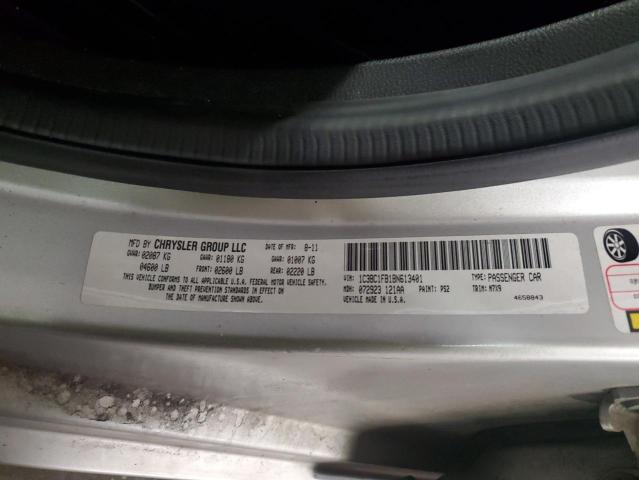 MFD BY CHRYSLER GROUP LLC DATE OF MFR: 8-11
GVWR: 02087 KG GAWR: 01180 KG GAWR: 01007 KG
04600 LB FRONT: 02600 LB REAR: 02220 LB
THIS VEHICLE CONFORMS TO ALL APPLICABLE U.S.A. FEDERAL MOTOR VEHICLE SAFETY,
BUMPER AND THEFT PREVENTION STANDARDS IN EFFECT ON
THE DATE OF MANUFACTURE SHOWN ABOVE.
VIN: 1C3BC1FB1BN613401 TYPE: PASSENGER CAR
MDH: 072923 121AA PAINT: PS2 TRIM: M7X9
VEHICLE MADE IN U.S.A. 4658843